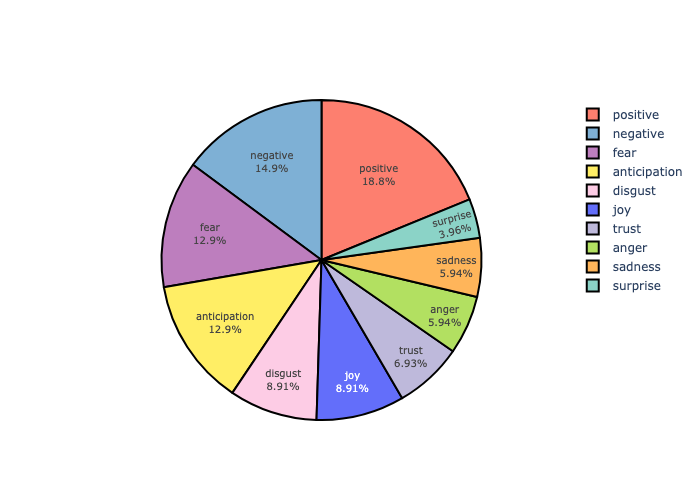 negative
14.9%
positive
18.8%
surprise
3.96%
fear
12.9%
sadness
5.94%
anticipation
12.9%
anger
5.94%
trust
6.93%
disgust
8.91%
joy
8.91%
positive
negative
fear
anticipation
disgust
joy
trust
anger
sadness
surprise